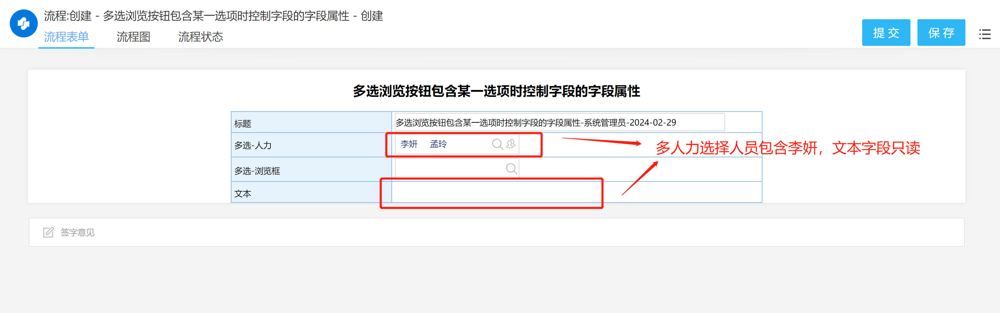 流程:创建 - 多选浏览按钮包含某一选项时控制字段的字段属性 - 创建
流程表单 流程图 流程状态
提交 保存
多选浏览按钮包含某一选项时控制字段的字段属性
标题 多选浏览按钮包含某一选项时控制字段的字段属性-系统管理员-2024-02-29
多选-人力 李妍 孟玲
多人力选择人员包含李妍，文本字段只读
多选-浏览框
文本
签字意见